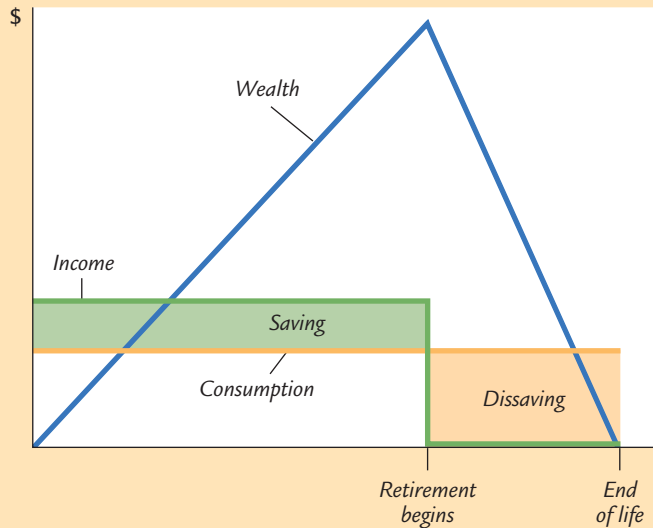 $
Wealth
Income
Saving
Consumption
Dissaving
Retirement
begins
End
of life